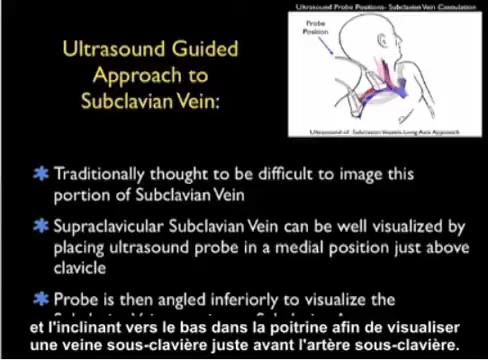 Ultrasound Probe Positions- Subclavian Vein Cannulation
Probe
Position
Ultrasound of Subclavian Vessels-Long Axis Approach
Ultrasound Guided
Approach to
Subclavian Vein:
Traditionally thought to be difficult to image this
portion of Subclavian Vein
Supraclavicular Subclavian Vein can be well visualized by
placing ultrasound probe in a medial position just above
clavicle
Probe is then angled inferiorly to visualize the
et l'inclinant vers le bas dans la poitrine afin de visualiser
une veine sous-clavière juste avant l'artère sous-clavière.